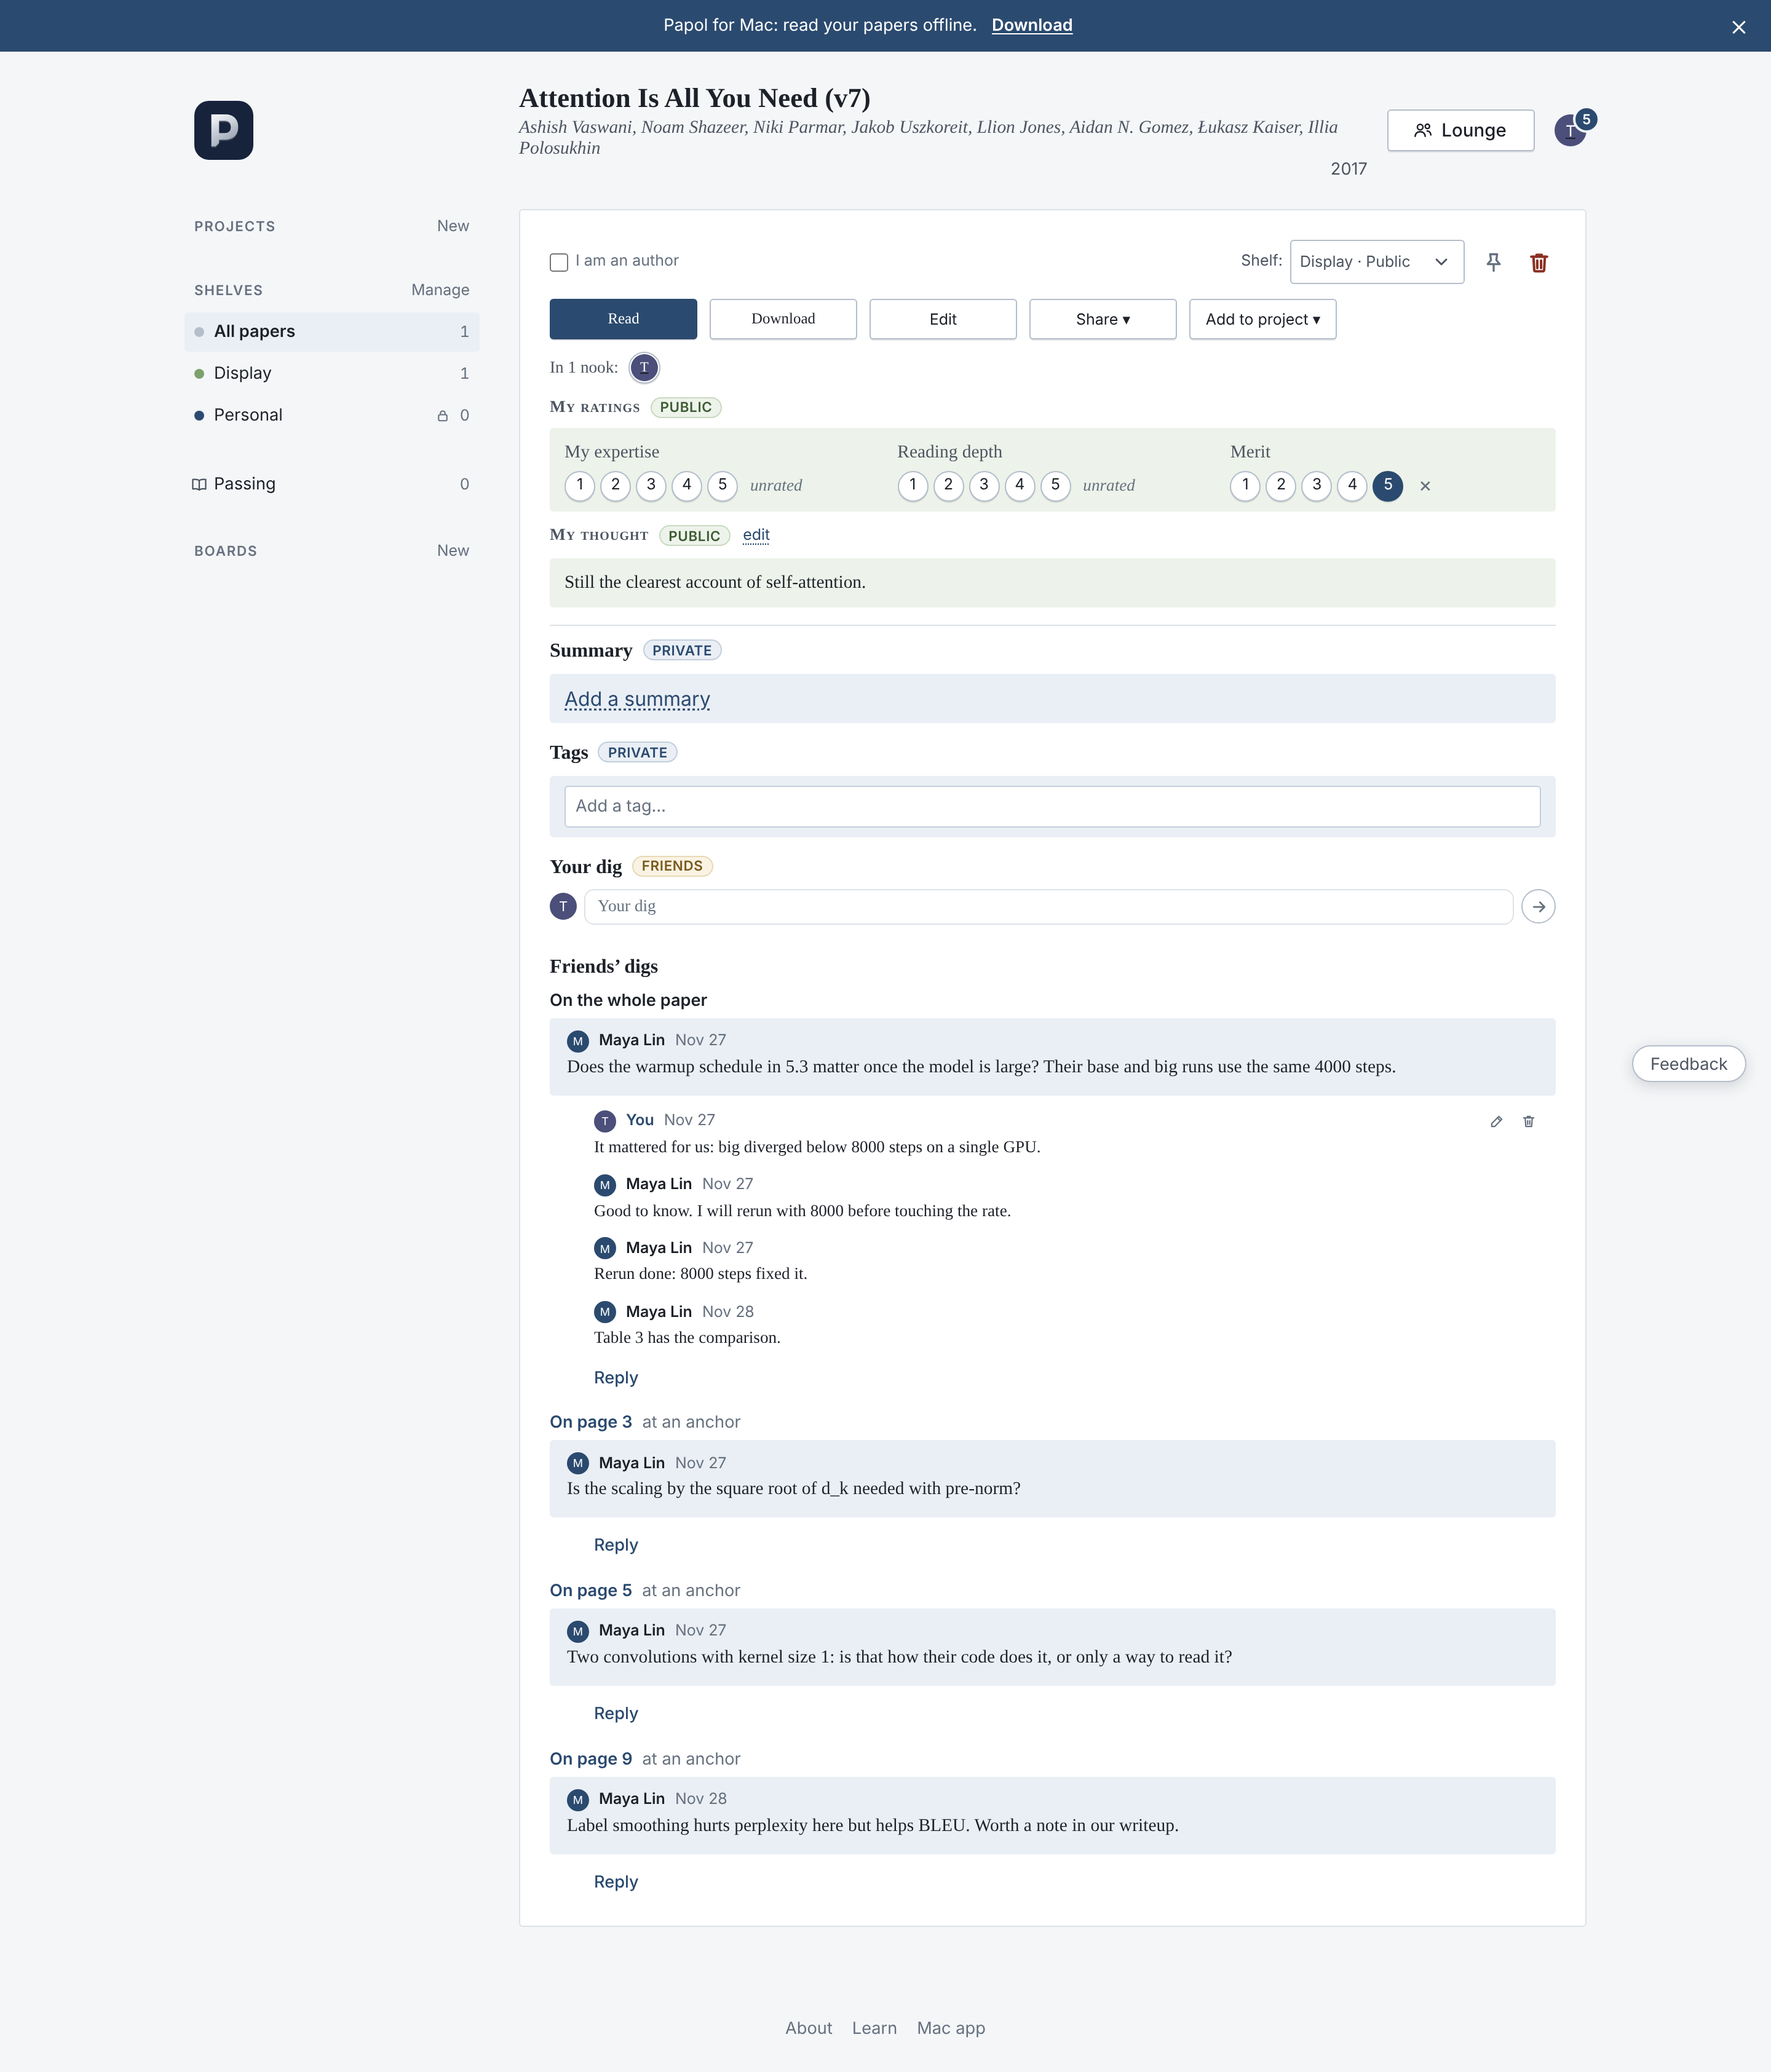 Papol for Mac: read your papers offline. Download
P
Attention Is All You Need (v7)
Ashish Vaswani, Noam Shazeer, Niki Parmar, Jakob Uszkoreit, Llion Jones, Aidan N. Gomez, Łukasz Kaiser, Illia
Polosukhin
2017
Lounge
T 5
PROJECTS New
SHELVES Manage
All papers 1
Display 1
Personal 0
Passing 0
BOARDS New
I am an author
Shelf: Display · Public
Read Download Edit Share ▾ Add to project ▾
In 1 nook: T
MY RATINGS PUBLIC
My expertise Reading depth Merit
1 2 3 4 5 unrated 1 2 3 4 5 unrated 1 2 3 4 5 ×
MY THOUGHT PUBLIC edit
Still the clearest account of self-attention.
Summary PRIVATE
Add a summary
Tags PRIVATE
Add a tag...
Your dig FRIENDS
T Your dig
Friends’ digs
On the whole paper
M Maya Lin Nov 27
Does the warmup schedule in 5.3 matter once the model is large? Their base and big runs use the same 4000 steps.
T You Nov 27
It mattered for us: big diverged below 8000 steps on a single GPU.
M Maya Lin Nov 27
Good to know. I will rerun with 8000 before touching the rate.
M Maya Lin Nov 27
Rerun done: 8000 steps fixed it.
M Maya Lin Nov 28
Table 3 has the comparison.
Reply
On page 3 at an anchor
M Maya Lin Nov 27
Is the scaling by the square root of d_k needed with pre-norm?
Reply
On page 5 at an anchor
M Maya Lin Nov 27
Two convolutions with kernel size 1: is that how their code does it, or only a way to read it?
Reply
On page 9 at an anchor
M Maya Lin Nov 28
Label smoothing hurts perplexity here but helps BLEU. Worth a note in our writeup.
Reply
Feedback
About Learn Mac app